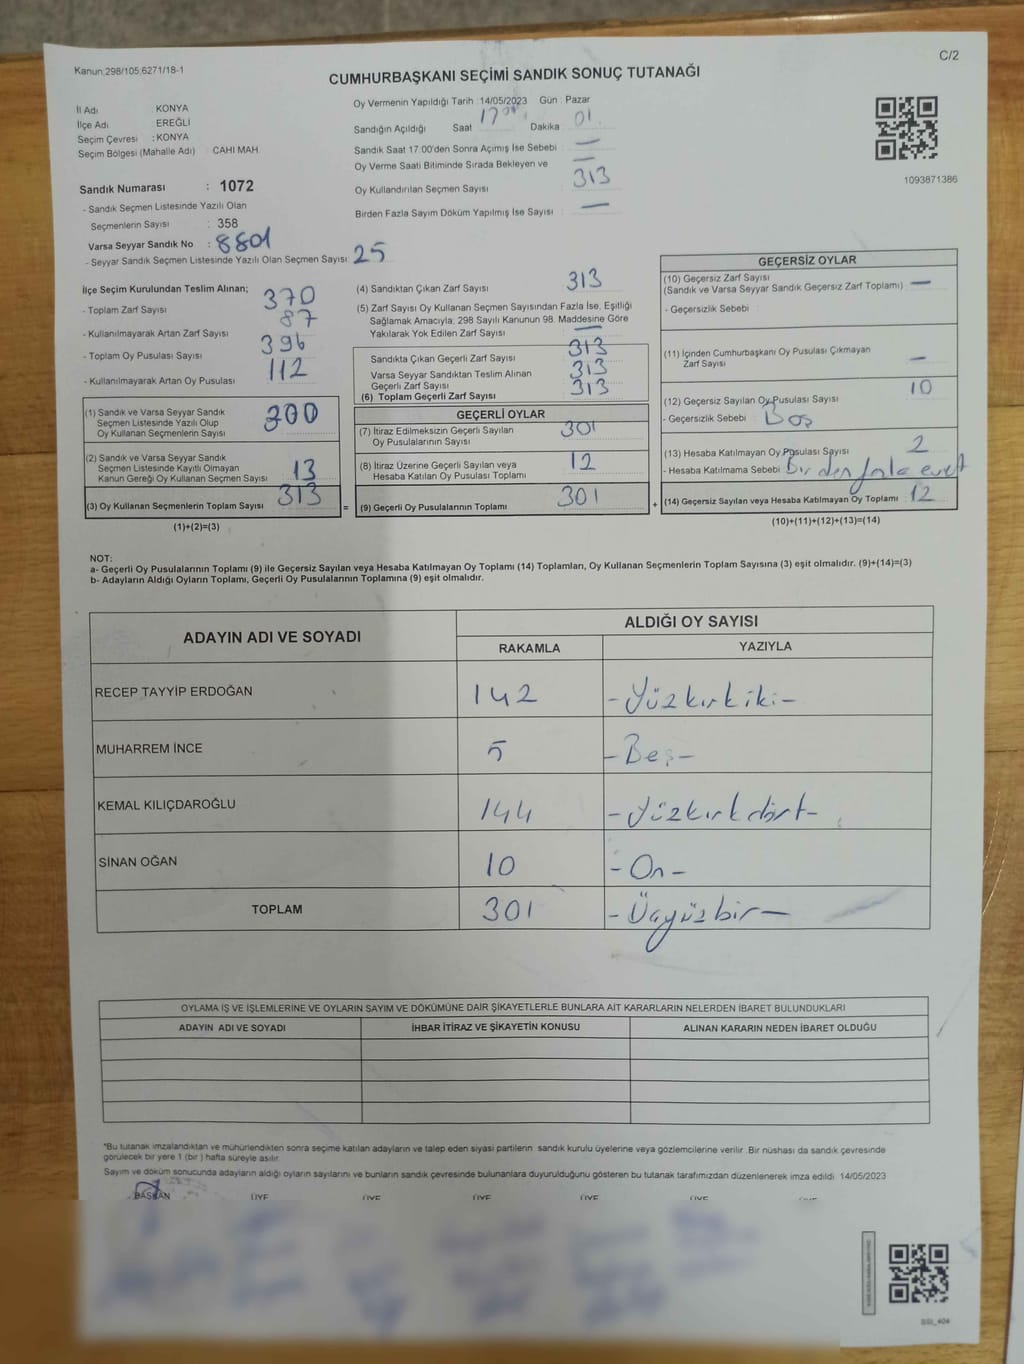 Kanun:298/105;6271/18-1
C/2
CUMHURBAŞKANI SEÇİMİ SANDIK SONUÇ TUTANAĞI
İl Adı KONYA
İlçe Adı EREĞLİ
Seçim Çevresi : KONYA
Seçim Bölgesi (Mahalle Adı) CAHI MAH.
Sandık Numarası : 1072
- Sandık Seçmen Listesinde Yazılı Olan
Seçmenlerin Sayısı : 358
Varsa Seyyar Sandık No : 8801
- Seyyar Sandık Seçmen Listesinde Yazılı Olan Seçmen Sayısı: 25
Oy Vermenin Yapıldığı Tarih :14/05/2023 Gün : Pazar
Sandığın Açıldığı Saat 17 Dakika 01
Sandık Saat 17:00'den Sonra Açımış İse Sebebi : —
Oy Verme Saati Bitiminde Sırada Bekleyen ve —
Oy Kullandırılan Seçmen Sayısı 313
Birden Fazla Sayım Döküm Yapılmış İse Sayısı : —
1093871386
İlçe Seçim Kurulundan Teslim Alınan;
- Toplam Zarf Sayısı 370
- Kullanılmayarak Artan Zarf Sayısı 87
- Toplam Oy Pusulası Sayısı 396
- Kullanılmayarak Artan Oy Pusulası 112
(1) Sandık ve Varsa Seyyar Sandık
Seçmen Listesinde Yazılı Olup
Oy Kullanan Seçmenlerin Sayısı 300
(2) Sandık ve Varsa Seyyar Sandık
Seçmen Listesinde Kayıtlı Olmayan
Kanun Gereği Oy Kullanan Seçmen Sayısı 13
(3) Oy Kullanan Seçmenlerin Toplam Sayısı 313
(1)+(2)=(3)
=
(4) Sandıktan Çıkan Zarf Sayısı 313
(5) Zarf Sayısı Oy Kullanan Seçmen Sayısından Fazla İse, Eşitliği
Sağlamak Amacıyla, 298 Sayılı Kanunun 98. Maddesine Göre
Yakılarak Yok Edilen Zarf Sayısı : —
Sandıkta Çıkan Geçerli Zarf Sayısı 313
Varsa Seyyar Sandıktan Teslim Alınan
Geçerli Zarf Sayısı 313
(6) Toplam Geçerli Zarf Sayısı 313
GEÇERLİ OYLAR
(7) İtiraz Edilmeksizin Geçerli Sayılan
Oy Pusulalarının Sayısı 301
(8) İtiraz Üzerine Geçerli Sayılan veya
Hesaba Katılan Oy Pusulası Toplamı 12
(9) Geçerli Oy Pusulalarının Toplamı 301
+
GEÇERSİZ OYLAR
(10) Geçersiz Zarf Sayısı
(Sandık ve Varsa Seyyar Sandık Geçersiz Zarf Toplamı) : —
- Geçersizlik Sebebi
(11) İçinden Cumhurbaşkanı Oy Pusulası Çıkmayan
Zarf Sayısı —
(12) Geçersiz Sayılan Oy Pusulası Sayısı 10
- Geçersizlik Sebebi : Boş
(13) Hesaba Katılmayan Oy Pusulası Sayısı 2
- Hesaba Katılmama Sebebi : Birden fazla evet
(14) Geçersiz Sayılan veya Hesaba Katılmayan Oy Toplamı : 12
(10)+(11)+(12)+(13)=(14)
NOT:
a- Geçerli Oy Pusulalarının Toplamı (9) ile Geçersiz Sayılan veya Hesaba Katılmayan Oy Toplamı (14) Toplamları, Oy Kullanan Seçmenlerin Toplam Sayısına (3) eşit olmalıdır. (9)+(14)=(3)
b- Adayların Aldığı Oyların Toplamı, Geçerli Oy Pusulalarının Toplamına (9) eşit olmalıdır.
ADAYIN ADI VE SOYADI
ALDIĞI OY SAYISI
RAKAMLA YAZIYLA
RECEP TAYYİP ERDOĞAN 142 -Yüzkırkiki-
MUHARREM İNCE 5 -Beş-
KEMAL KILIÇDAROĞLU 144 -Yüzkırkdört-
SİNAN OĞAN 10 -On-
TOPLAM 301 -Üçyüzbir-
OYLAMA İŞ VE İŞLEMLERİNE VE OYLARIN SAYIM VE DÖKÜMÜNE DAİR ŞİKAYETLERLE BUNLARA AİT KARARLARIN NELERDEN İBARET BULUNDUKLARI
ADAYIN ADI VE SOYADI İHBAR İTİRAZ VE ŞİKAYETİN KONUSU ALINAN KARARIN NEDEN İBARET OLDUĞU
*Bu tutanak imzalandıktan ve mühürlendikten sonra seçime katılan adayların ve talep eden siyasi partilerin sandık kurulu üyelerine veya gözlemcilerine verilir. Bir nüshası da sandık çevresinde
görülecek bir yere 1 (bir) hafta süreyle asılır.
Sayım ve döküm sonucunda adayların aldığı oyların sayılarını ve bunların sandık çevresinde bulunanlara duyurulduğunu gösteren bu tutanak tarafımızdan düzenlenerek imza edildi. 14/05/2023
BAŞKAN ÜYE ÜYE ÜYE ÜYE ÜYE